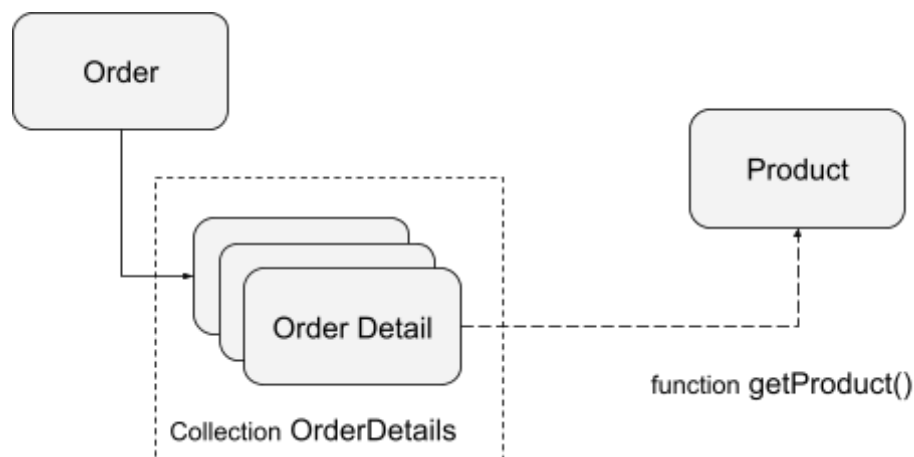 Order
Product
Order Detail
function getProduct()
Collection OrderDetails